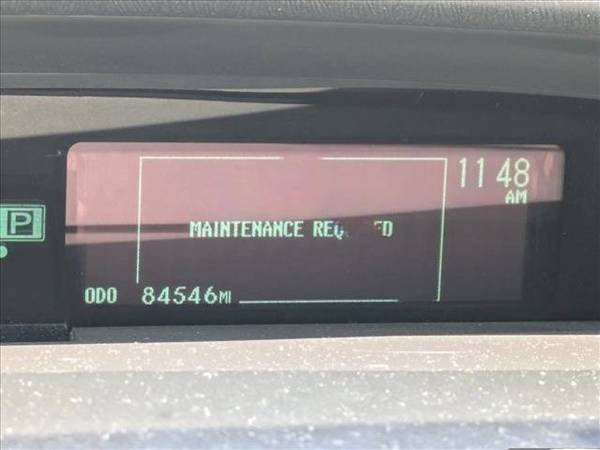 11:48
AM
P
MAINTENANCE
ODO 84546MI